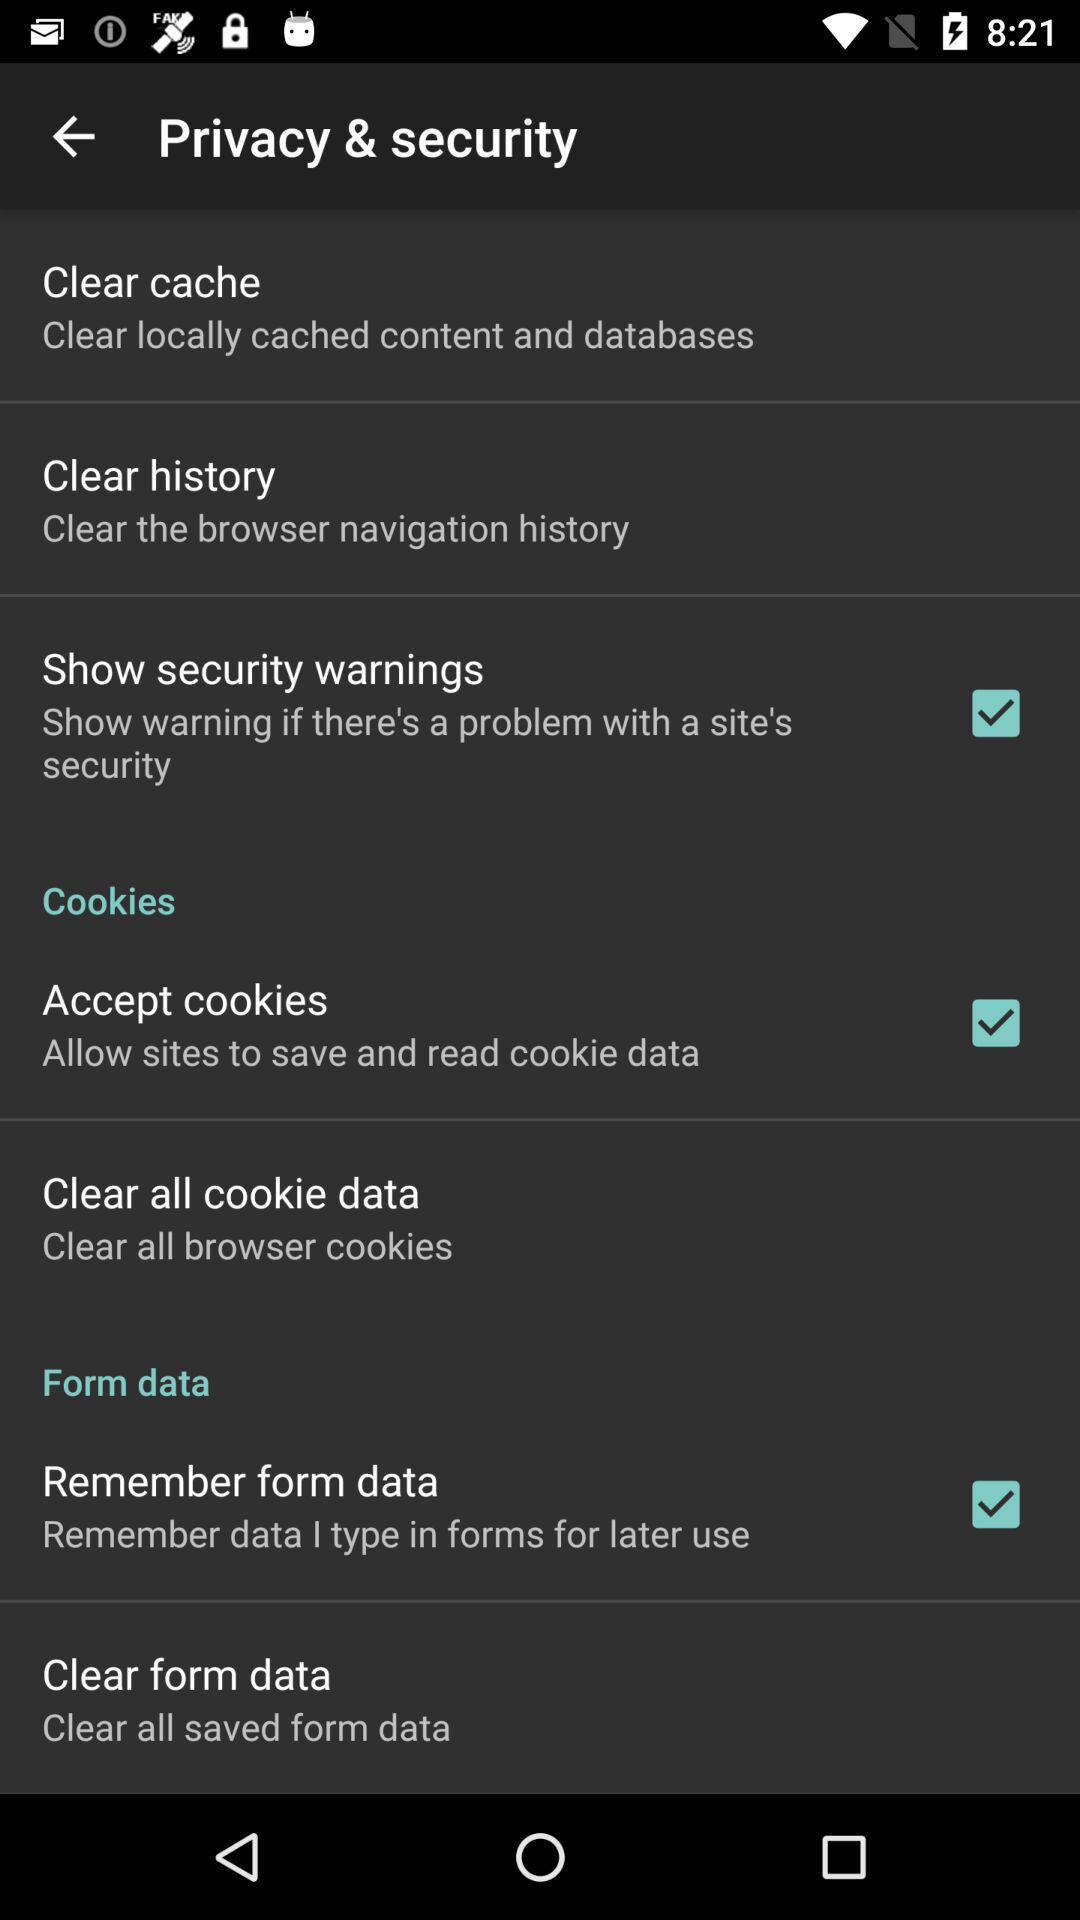 FAKE
8:21
Privacy & security
Clear cache
Clear locally cached content and databases
Clear history
Clear the browser navigation history
Show security warnings
Show warning if there's a problem with a site's
security
Cookies
Accept cookies
Allow sites to save and read cookie data
Clear all cookie data
Clear all browser cookies
Form data
Remember form data
Remember data I type in forms for later use
Clear form data
Clear all saved form data